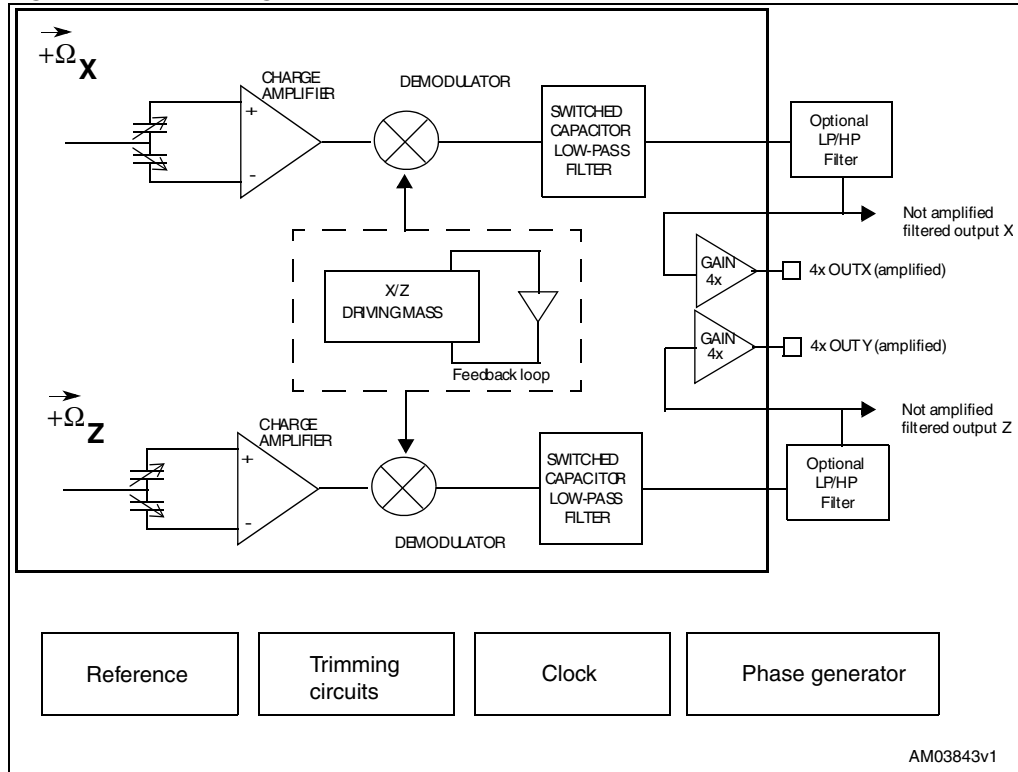 +Ω X
CHARGE
AMPLIFIER
DEMODULATOR
+
-
SWITCHED
CAPACITOR
LOW-PASS
FILTER
Optional
LP/HP
Filter
Not amplified
filtered output X
GAIN
4x
4x OUTX (amplified)
X/Z
DRIVING MASS
Feedback loop
GAIN
4x
4x OUTY (amplified)
Not amplified
filtered output Z
+Ω Z
CHARGE
AMPLIFIER
+
-
DEMODULATOR
SWITCHED
CAPACITOR
LOW-PASS
FILTER
Optional
LP/HP
Filter
Reference
Trimming
circuits
Clock
Phase generator
AM03843v1